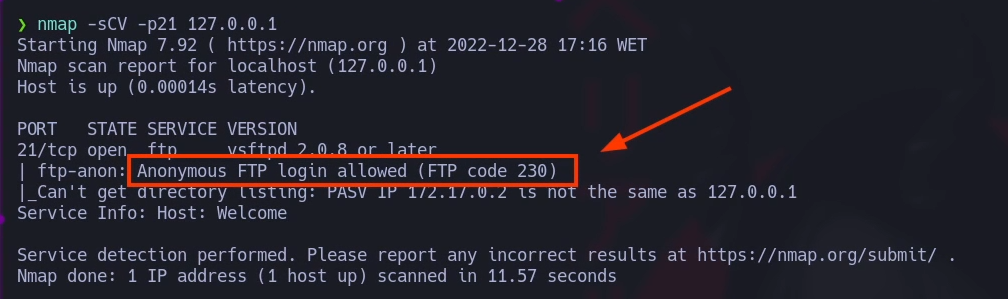 ❯ nmap -sCV -p21 127.0.0.1
Starting Nmap 7.92 ( https://nmap.org ) at 2022-12-28 17:16 WET
Nmap scan report for localhost (127.0.0.1)
Host is up (0.00014s latency).
PORT   STATE SERVICE VERSION
21/tcp open  ftp     vsftpd 2.0.8 or later
| ftp-anon: Anonymous FTP login allowed (FTP code 230)
|_Can't get directory listing: PASV IP 172.17.0.2 is not the same as 127.0.0.1
Service Info: Host: Welcome
Service detection performed. Please report any incorrect results at https://nmap.org/submit/ .
Nmap done: 1 IP address (1 host up) scanned in 11.57 seconds